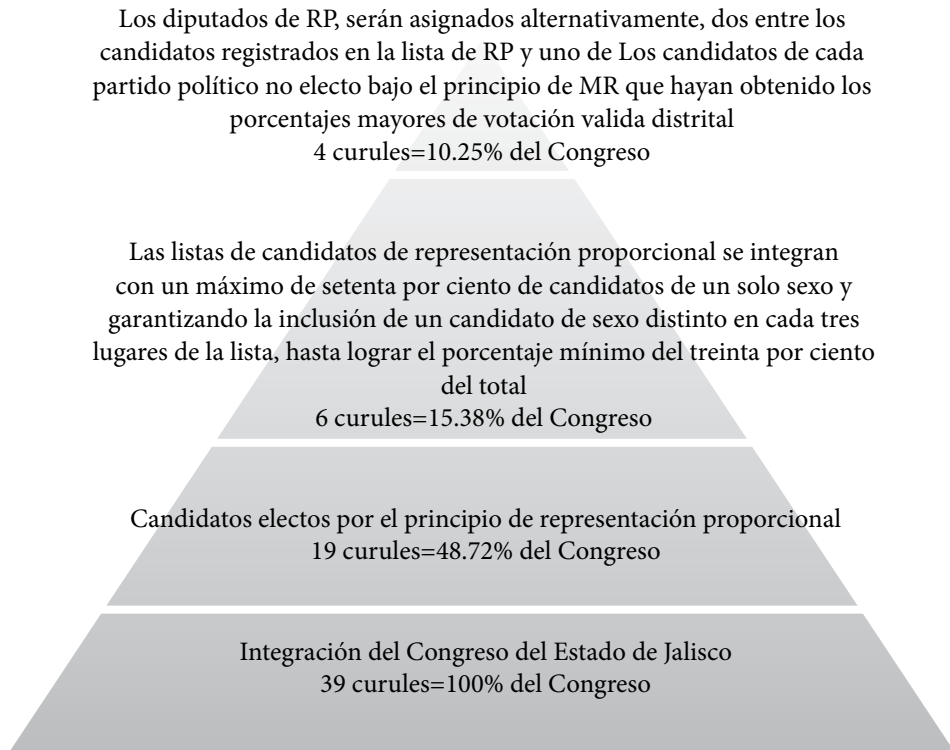 Los diputados de RP, serán asignados alternativamente, dos entre los
candidatos registrados en la lista de RP y uno de Los candidatos de cada
partido político no electo bajo el principio de MR que hayan obtenido los
porcentajes mayores de votación valida distrital
4 curules=10.25% del Congreso
Las listas de candidatos de representación proporcional se integran
con un máximo de setenta por ciento de candidatos de un solo sexo y
garantizando la inclusión de un candidato de sexo distinto en cada tres
lugares de la lista, hasta lograr el porcentaje mínimo del treinta por ciento
del total
6 curules=15.38% del Congreso
Candidatos electos por el principio de representación proporcional
19 curules=48.72% del Congreso
Integración del Congreso del Estado de Jalisco
39 curules=100% del Congreso